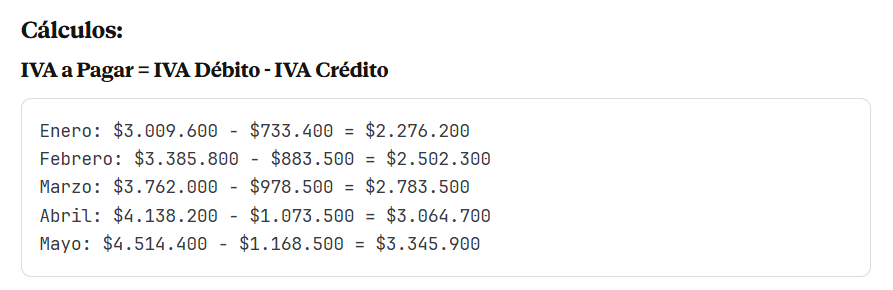 Cálculos:
IVA a Pagar = IVA Débito - IVA Crédito
Enero: $3.009.600 - $733.400 = $2.276.200
Febrero: $3.385.800 - $883.500 = $2.502.300
Marzo: $3.762.000 - $978.500 = $2.783.500
Abril: $4.138.200 - $1.073.500 = $3.064.700
Mayo: $4.514.400 - $1.168.500 = $3.345.900